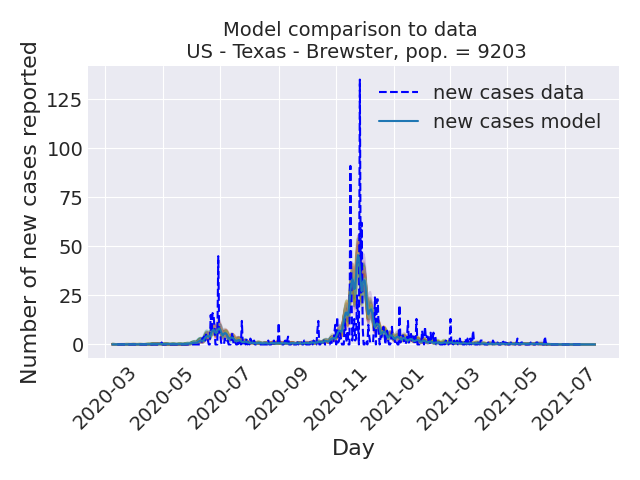 Model comparison to data
US - Texas - Brewster, pop. = 9203
Number of new cases reported
125
100
75
50
25
0
new cases data
new cases model
2020-03
2020-05
2020-07
2020-09
2020-11
2021-01
2021-03
2021-05
2021-07
Day